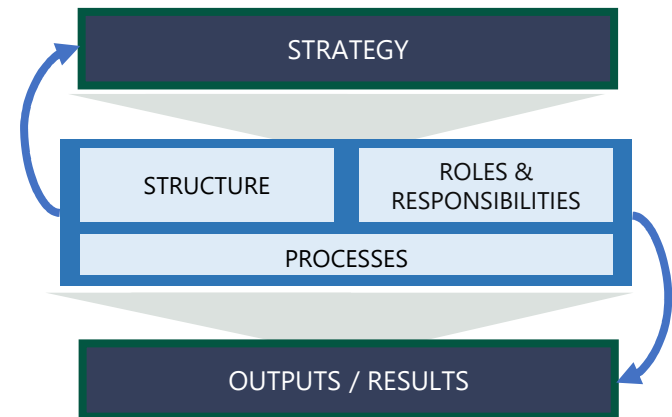 STRATEGY
STRUCTURE
ROLES &
RESPONSIBILITIES
PROCESSES
OUTPUTS / RESULTS